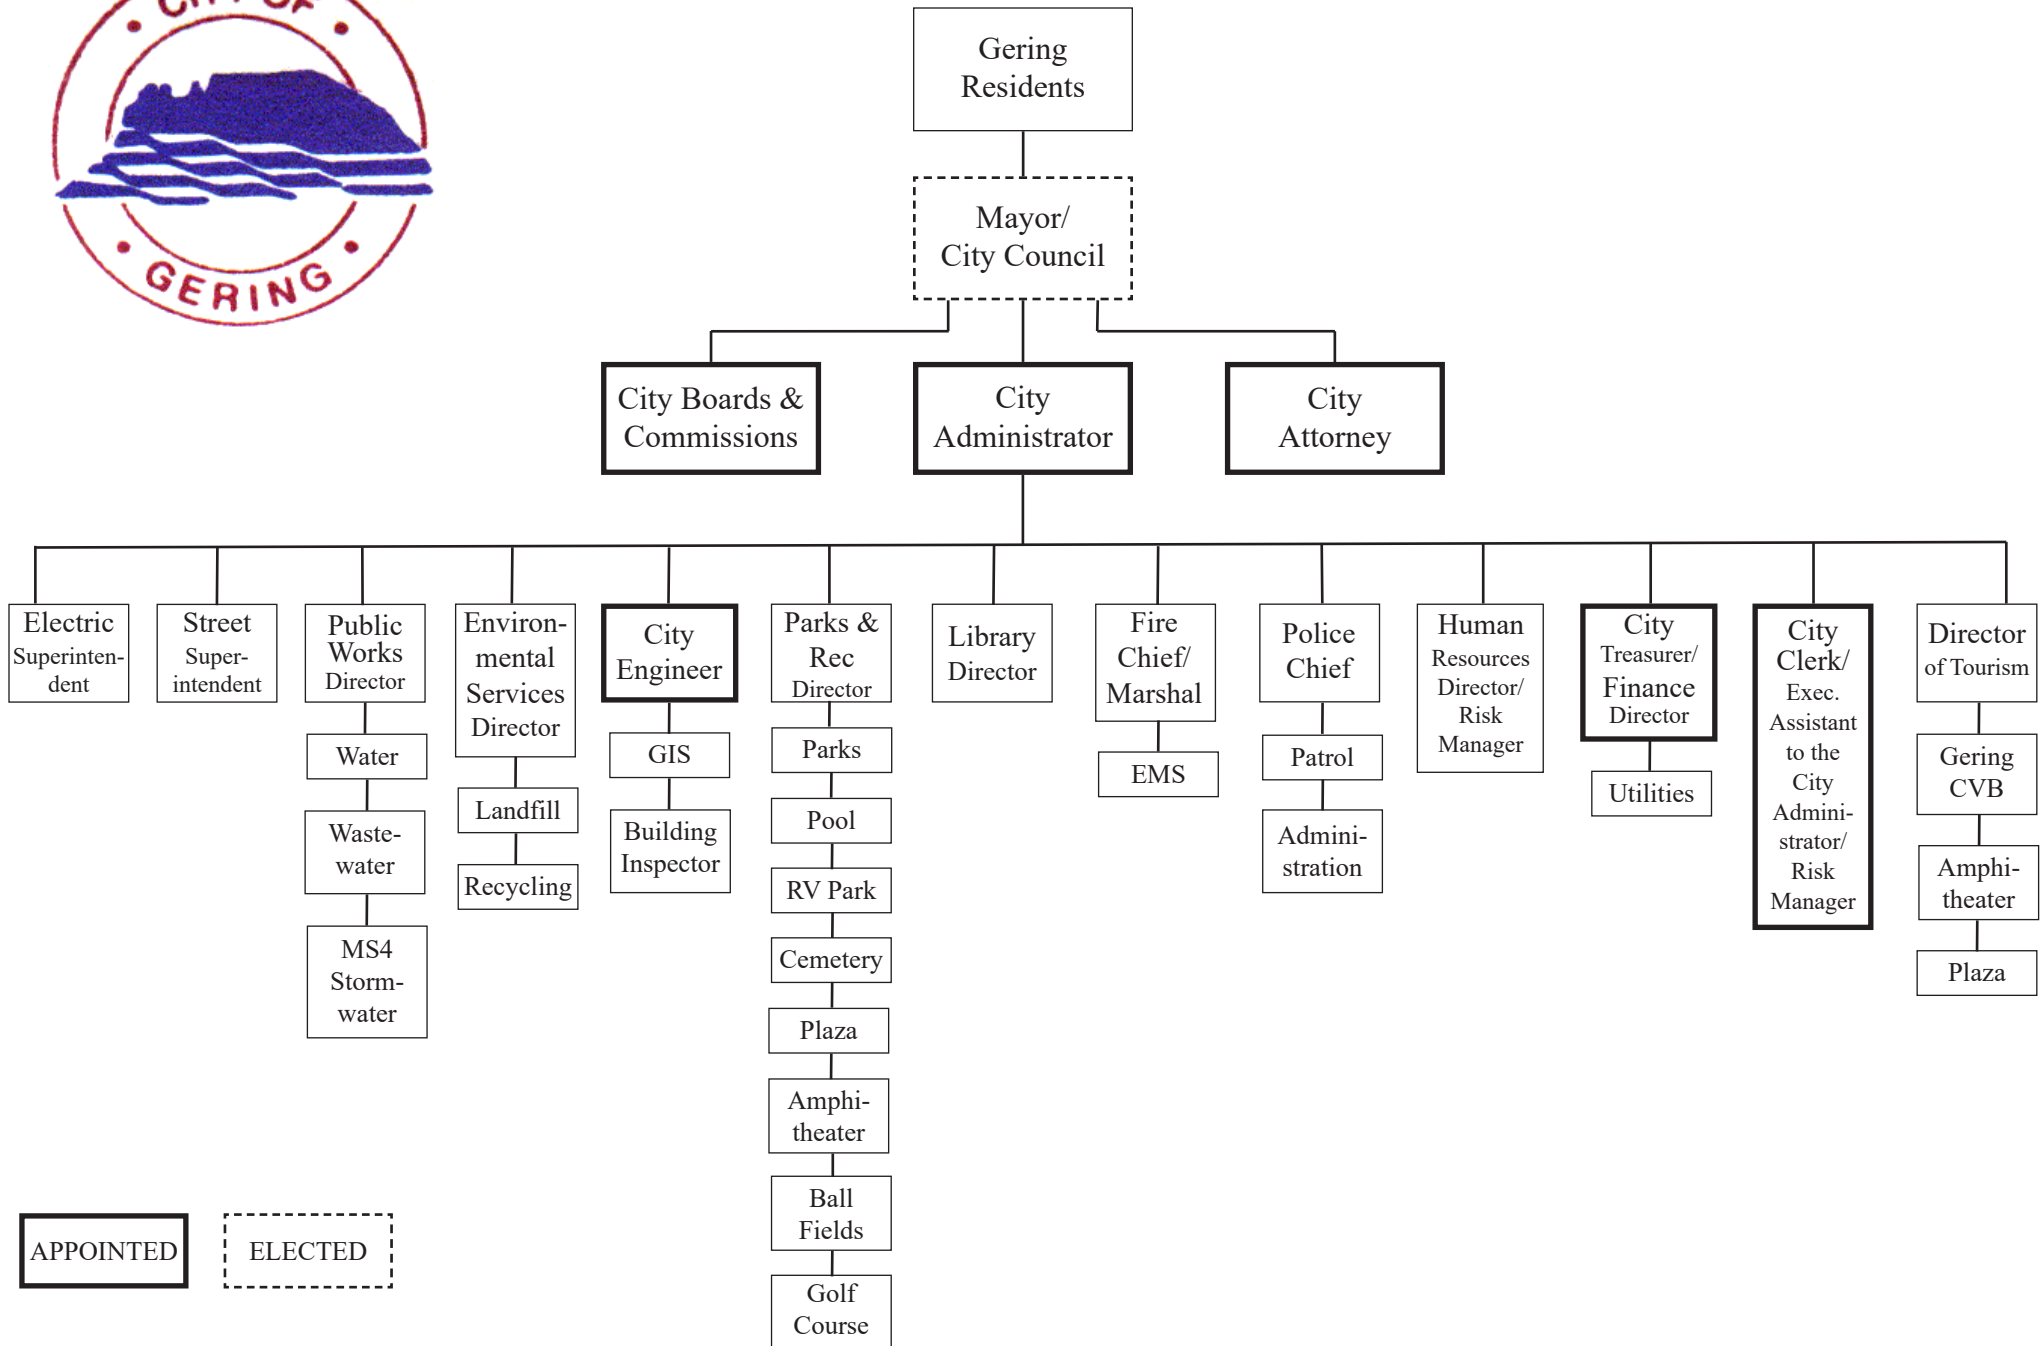 CITY OF
GERING
Gering
Residents
Mayor/
City Council
City Boards &
Commissions
City
Administrator
City
Attorney
Electric
Superinten-
dent
Street
Super-
intendent
Public
Works
Director
Water
Waste-
water
MS4
Storm-
water
Environ-
mental
Services
Director
Landfill
Recycling
City
Engineer
GIS
Building
Inspector
Parks &
Rec
Director
Parks
Pool
RV Park
Cemetery
Plaza
Amphi-
theater
Ball
Fields
Golf
Course
Library
Director
Fire
Chief/
Marshal
EMS
Police
Chief
Patrol
Admini-
stration
Human
Resources
Director/
Risk
Manager
City
Treasurer/
Finance
Director
Utilities
City
Clerk/
Exec.
Assistant
to the
City
Admini-
strator/
Risk
Manager
Director
of Tourism
Gering
CVB
Amphi-
theater
Plaza
APPOINTED
ELECTED